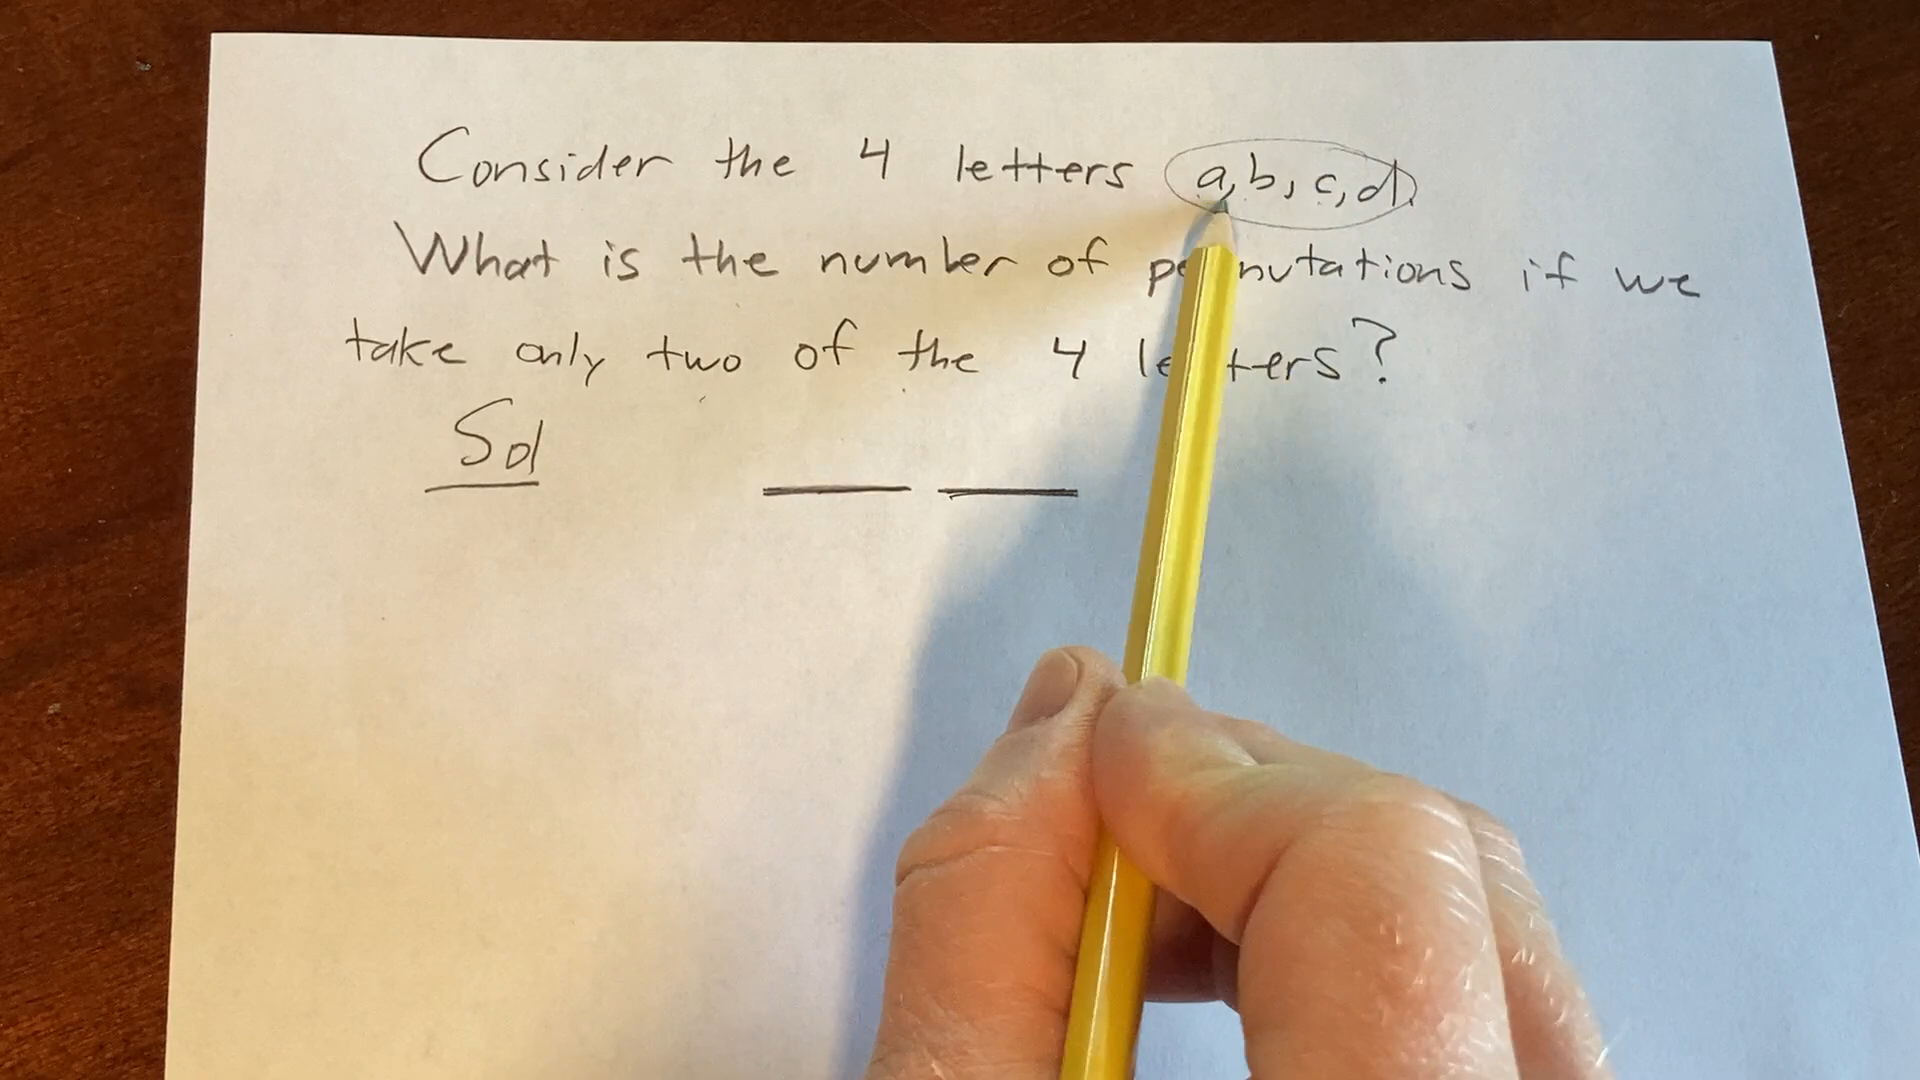 Consider the 4 letters a, b, c, d.
What is the number of permutations if we
take only two of the 4 letters?
Sol